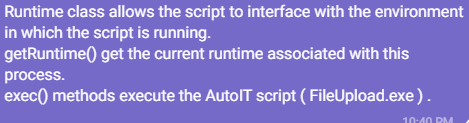 Runtime class allows the script to interface with the environment
in which the script is running.
getRuntime() get the current runtime associated with this
process.
exec() methods execute the AutoIT script ( FileUpload.exe ) .
10:40 PM